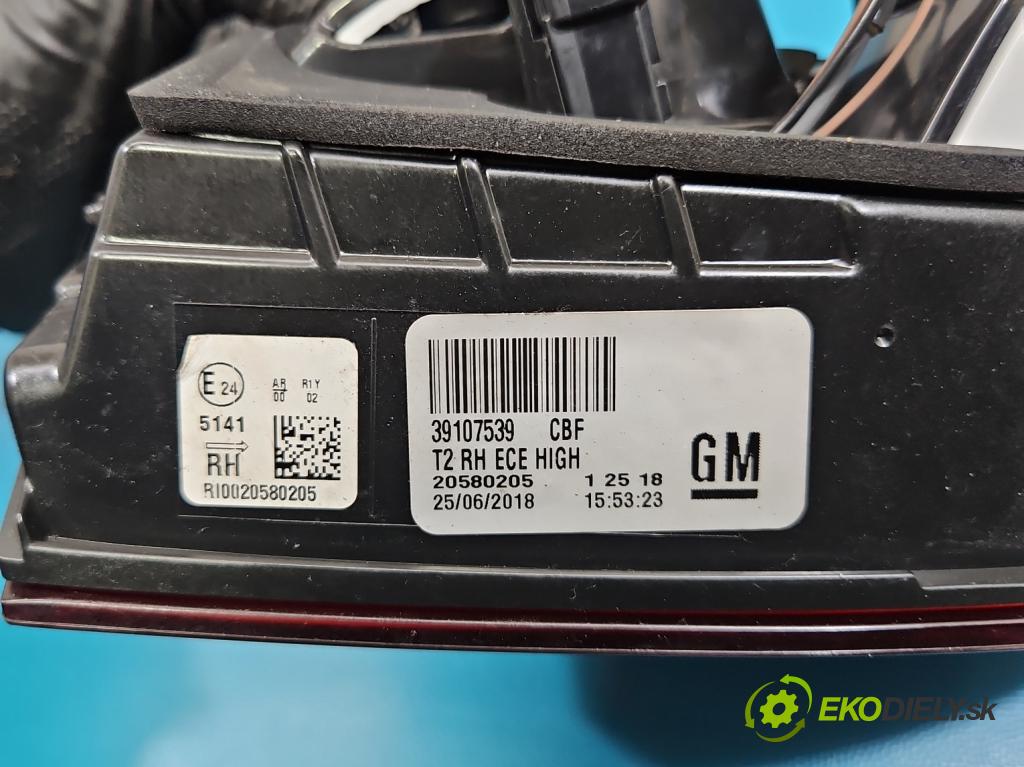 E 24
AR R1Y
00 02
5141
RH
RI0020580205
39107539 CBF
T2 RH ECE HIGH
20580205 1 25 18
25/06/2018 15:53:23
GM
EKODIELY.sk